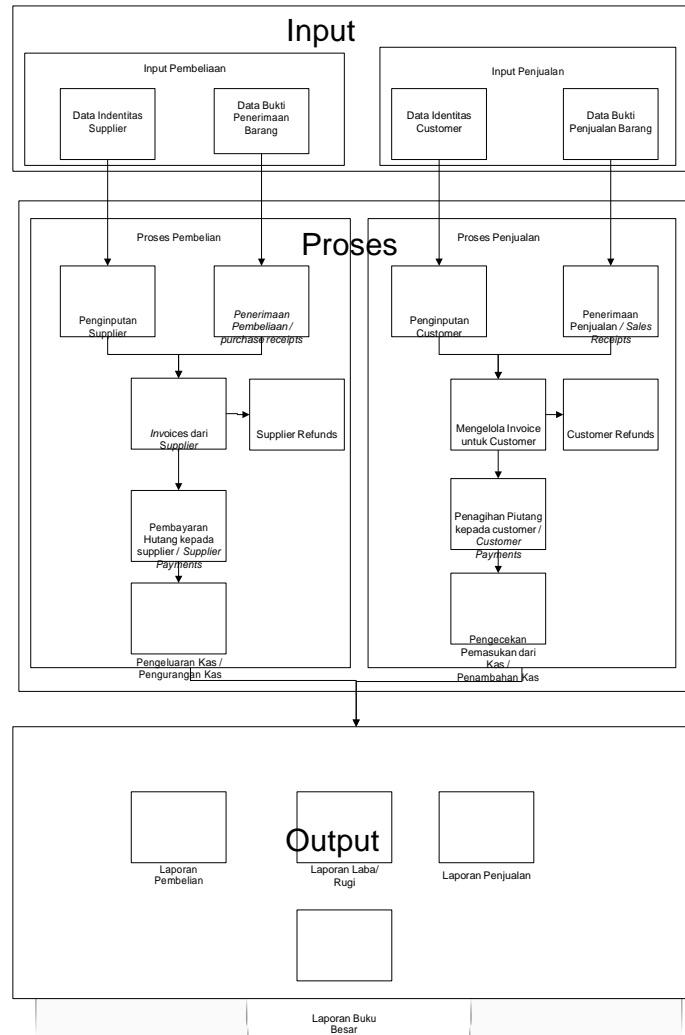 Input
Input Pembeliaan
Input Penjualan
Data Indentitas
Supplier
Data Bukti
Penerimaan
Barang
Data Identitas
Customer
Data Bukti
Penjualan Barang
Proses
Proses Pembelian
Proses Penjualan
Penginputan
Supplier
Penerimaan
Pembeliaan /
purchase receipts
Penginputan
Customer
Penerimaan
Penjualan / Sales
Receipts
Invoices dari
Supplier
Supplier Refunds
Mengelola Invoice
untuk Customer
Customer Refunds
Pembayaran
Hutang kepada
supplier / Supplier
Payments
Penagihan Piutang
kepada customer /
Customer
Payments
Pengeluaran Kas /
Pengurangan Kas
Pengecekan
Pemasukan dari
Kas /
Penambahan Kas
Output
Laporan
Pembelian
Laporan Laba/
Rugi
Laporan Penjualan
Laporan Buku
Besar